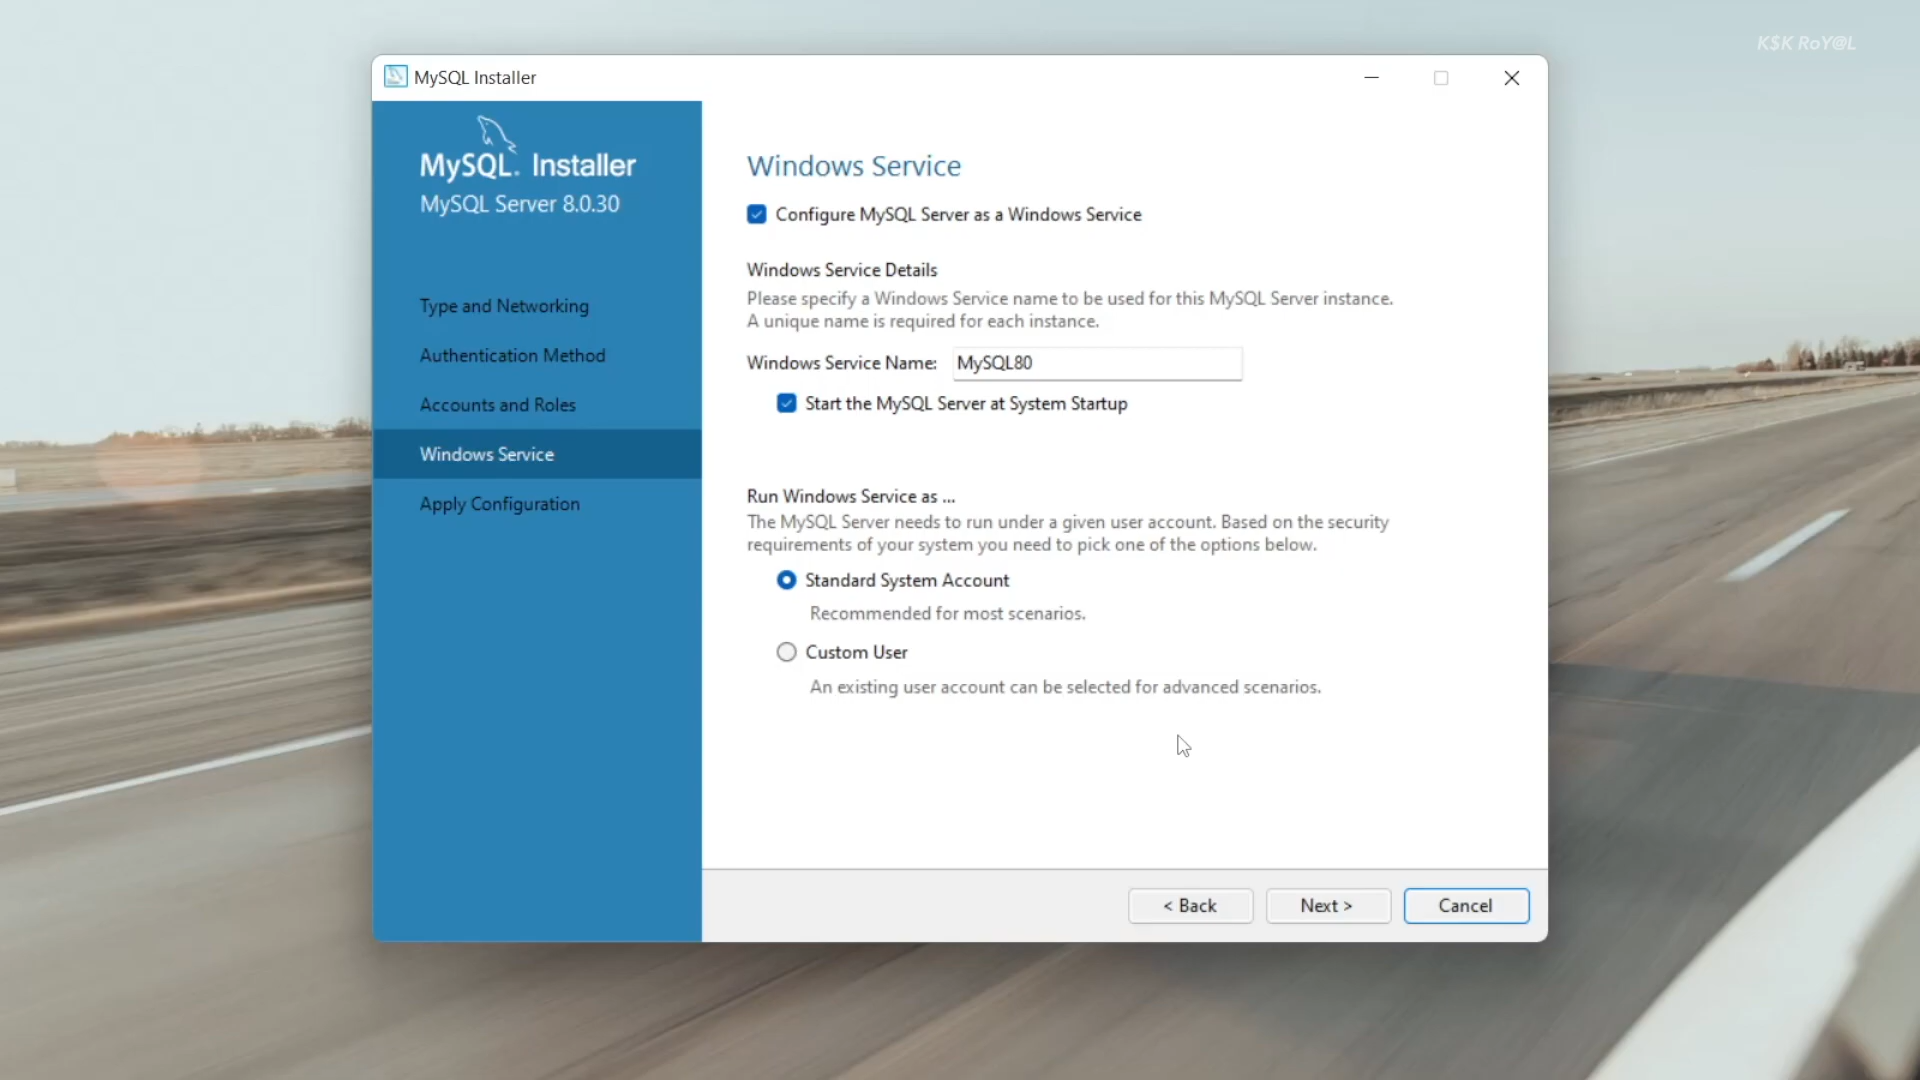 K$K RoY@L
MySQL Installer
MySQL. Installer
MySQL Server 8.0.30
Type and Networking
Authentication Method
Accounts and Roles
Windows Service
Apply Configuration
Windows Service
Configure MySQL Server as a Windows Service
Windows Service Details
Please specify a Windows Service name to be used for this MySQL Server instance.
A unique name is required for each instance.
Windows Service Name: MySQL80
Start the MySQL Server at System Startup
Run Windows Service as ...
The MySQL Server needs to run under a given user account. Based on the security
requirements of your system you need to pick one of the options below.
Standard System Account
Recommended for most scenarios.
Custom User
An existing user account can be selected for advanced scenarios.
< Back Next > Cancel